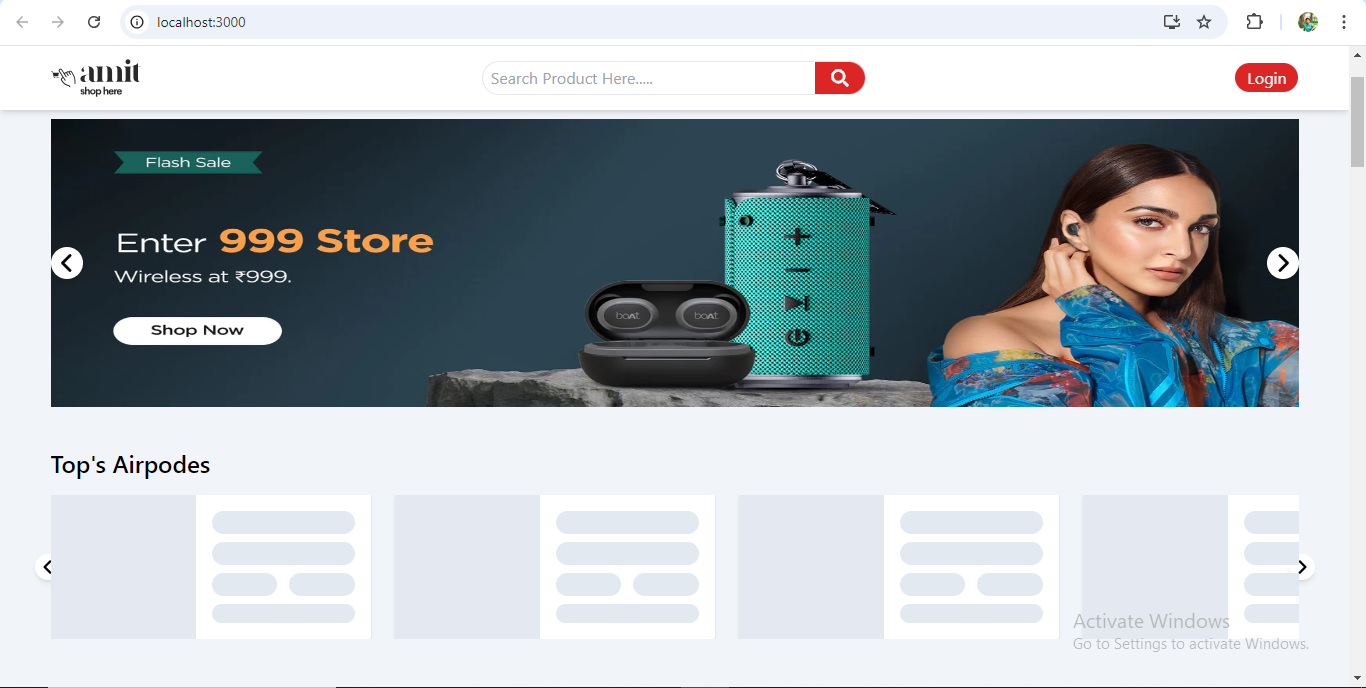 localhost:3000
amit
shop here
Search Product Here.....
Login
Flash Sale
Enter 999 Store
Wireless at ₹999.
Shop Now
boAt boAt
Top's Airpodes
Activate Windows
Go to Settings to activate Windows.